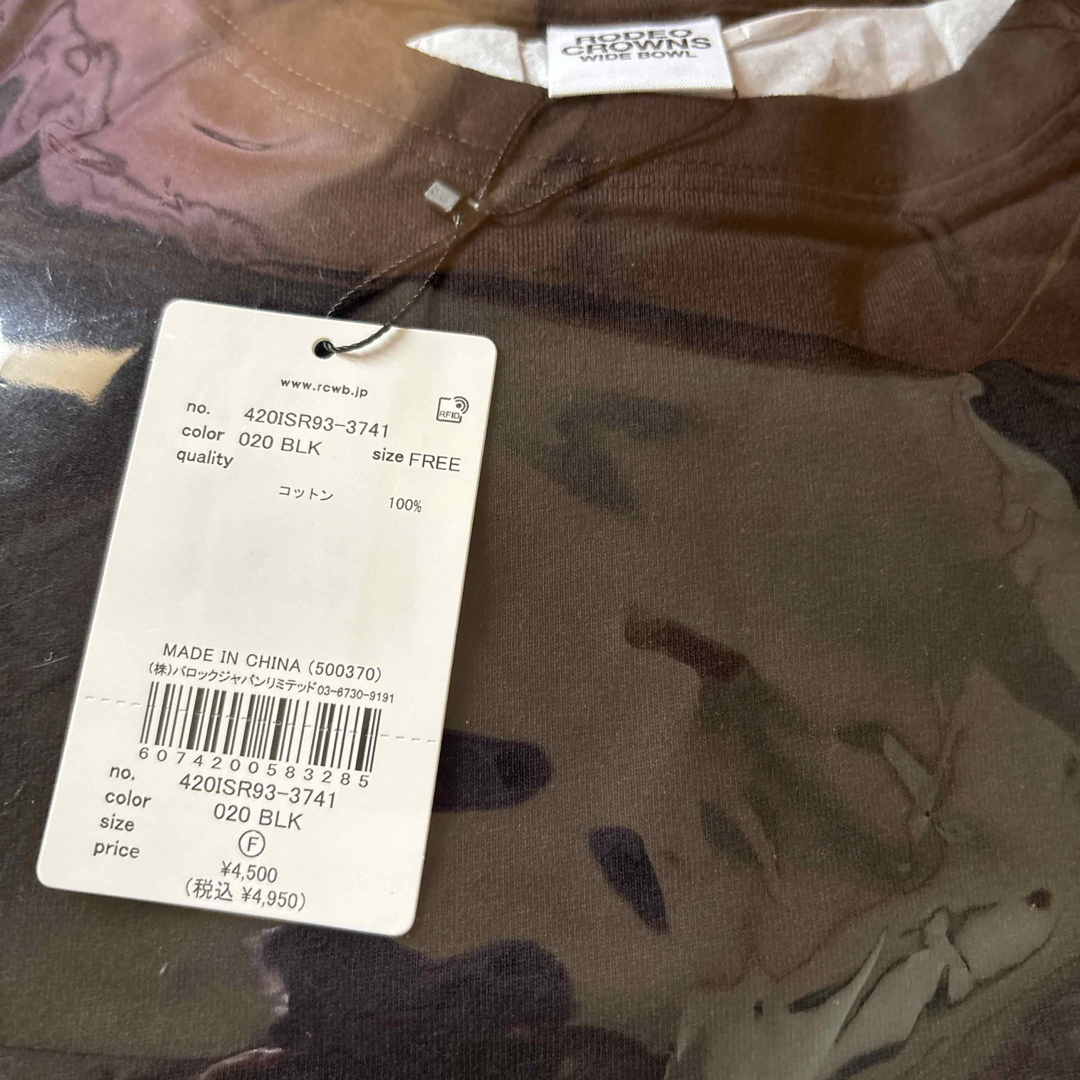 RODEO
CROWNS
WIDE BOWL
www.rcwb.jp
RFID
no. 420ISR93-3741
color 020 BLK size FREE
quality
コットン 100%
MADE IN CHINA (500370)
(株)バロックジャパンリミテッド03-6730-9191
6074200583285
no. 420ISR93-3741
color 020 BLK
size Ⓕ
price ¥4,500
(税込 ¥4,950)